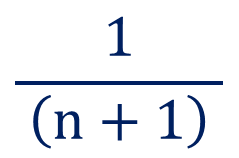 1
(n + 1)